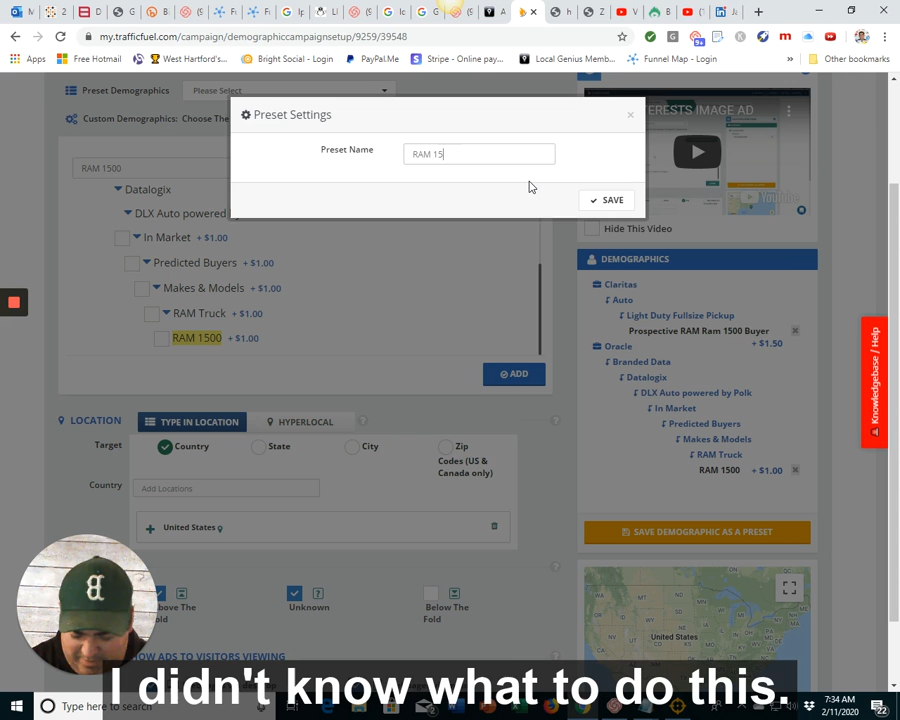 my.trafficfuel.com/campaign/demographiccampaignsetup/9259/39548
Apps
Free Hotmail
West Hartford's...
Bright Social - Login
PayPal.Me
Stripe - Online pay...
Local Genius Member...
Funnel Map - Login
»
Other bookmarks
Preset Demographics
Please Select
Custom Demographics: Choose The
RAM 1500
Datalogix
DLX Auto powered by
In Market + $1.00
Predicted Buyers + $1.00
Makes & Models + $1.00
RAM Truck + $1.00
RAM 1500 + $1.00
ADD
Preset Settings
×
Preset Name
RAM 15
SAVE
NTERESTS IMAGE AD
YouTube
Hide This Video
DEMOGRAPHICS
Claritas
Auto
Light Duty Fullsize Pickup
Prospective RAM Ram 1500 Buyer
+ $1.50
Oracle
Branded Data
Datalogix
DLX Auto powered by Polk
In Market
Predicted Buyers
Makes & Models
RAM Truck
RAM 1500 + $1.00
SAVE DEMOGRAPHIC AS A PRESET
Knowledgebase / Help
LOCATION
TYPE IN LOCATION
HYPERLOCAL
Target
Country
State
City
Zip
Codes (US &
Canada only)
Country
Add Locations
United States
Above The
Fold
Unknown
Below The
Fold
United States
OW ADS TO VISITORS VIEWING
I didn't know what to do this.
Type here to search
7:34 AM
2/11/2020
22